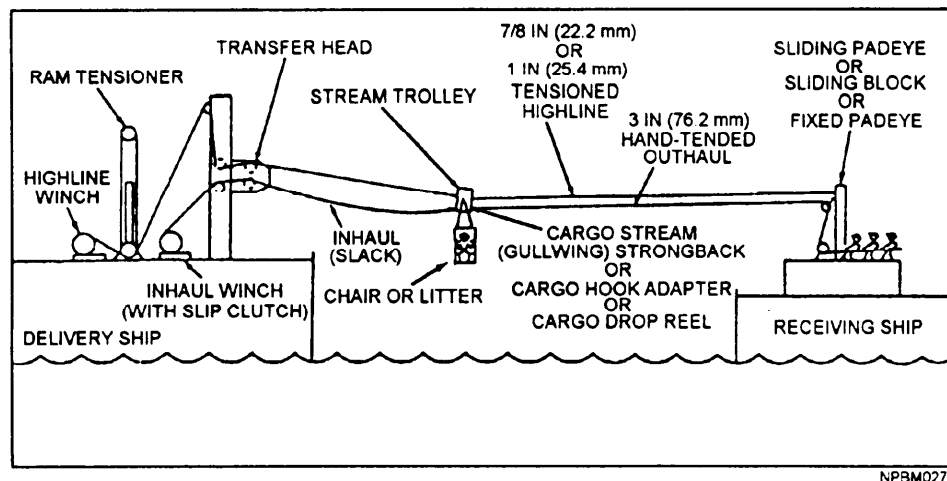 TRANSFER HEAD
RAM TENSIONER
HIGHLINE
WINCH
INHAUL WINCH
(WITH SLIP CLUTCH)
DELIVERY SHIP
STREAM TROLLEY
INHAUL
(SLACK)
CHAIR OR LITTER
7/8 IN (22.2 mm)
OR
1 IN (25.4 mm)
TENSIONED
HIGHLINE
3 IN (76.2 mm)
HAND-TENDED
OUTHAUL
CARGO STREAM
(GULLWING) STRONGBACK
OR
CARGO HOOK ADAPTER
OR
CARGO DROP REEL
SLIDING PADEYE
OR
SLIDING BLOCK
OR
FIXED PADEYE
RECEIVING SHIP
NPBM027